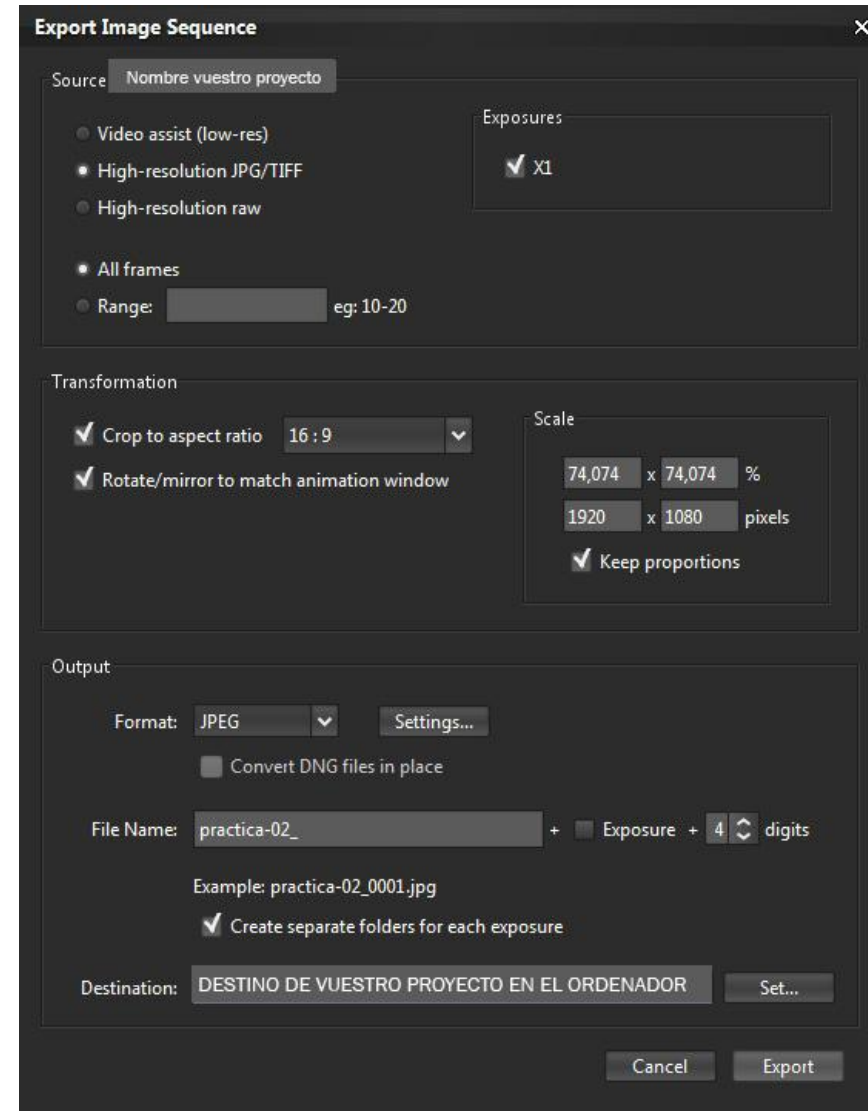 Export Image Sequence
Source Nombre vuestro proyecto
Video assist (low-res)
High-resolution JPG/TIFF
High-resolution raw
Exposures
X1
All frames
Range: eg: 10-20
Transformation
Crop to aspect ratio 16 : 9
Rotate/mirror to match animation window
Scale
74,074 x 74,074 %
1920 x 1080 pixels
Keep proportions
Output
Format: JPEG Settings...
Convert DNG files in place
File Name: practica-02_ + Exposure + 4 digits
Example: practica-02_0001.jpg
Create separate folders for each exposure
Destination: DESTINO DE VUESTRO PROYECTO EN EL ORDENADOR Set...
Cancel Export